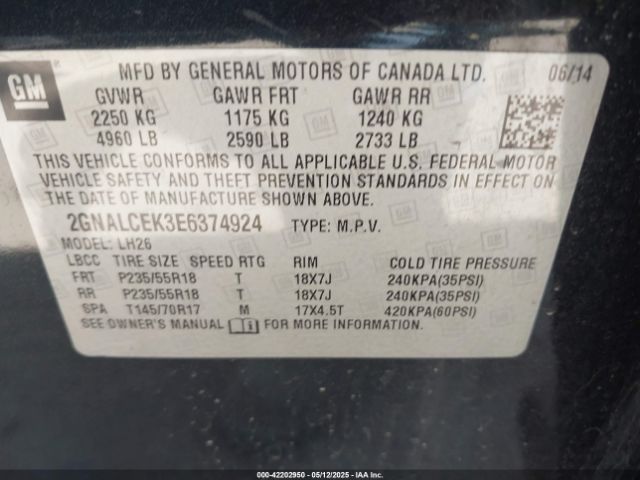 GM
MFD BY GENERAL MOTORS OF CANADA LTD. 06/14
GVWR GAWR FRT GAWR RR
2250 KG 1175 KG 1240 KG
4960 LB 2590 LB 2733 LB
THIS VEHICLE CONFORMS TO ALL APPLICABLE U.S. FEDERAL MOTOR
VEHICLE SAFETY AND THEFT PREVENTION STANDARDS IN EFFECT ON
THE DATE OF MANUFACTURE SHOWN ABOVE.
2GNALCEK3E6374924 TYPE: M.P.V.
MODEL: LH26
LBCC TIRE SIZE SPEED RTG RIM COLD TIRE PRESSURE
FRT P235/55R18 T 18X7J 240KPA(35PSI)
RR P235/55R18 T 18X7J 240KPA(35PSI)
SPA T145/70R17 M 17X4.5T 420KPA(60PSI)
SEE OWNER'S MANUAL FOR MORE INFORMATION.
000-42202950 - 05/12/2025 - IAA Inc.